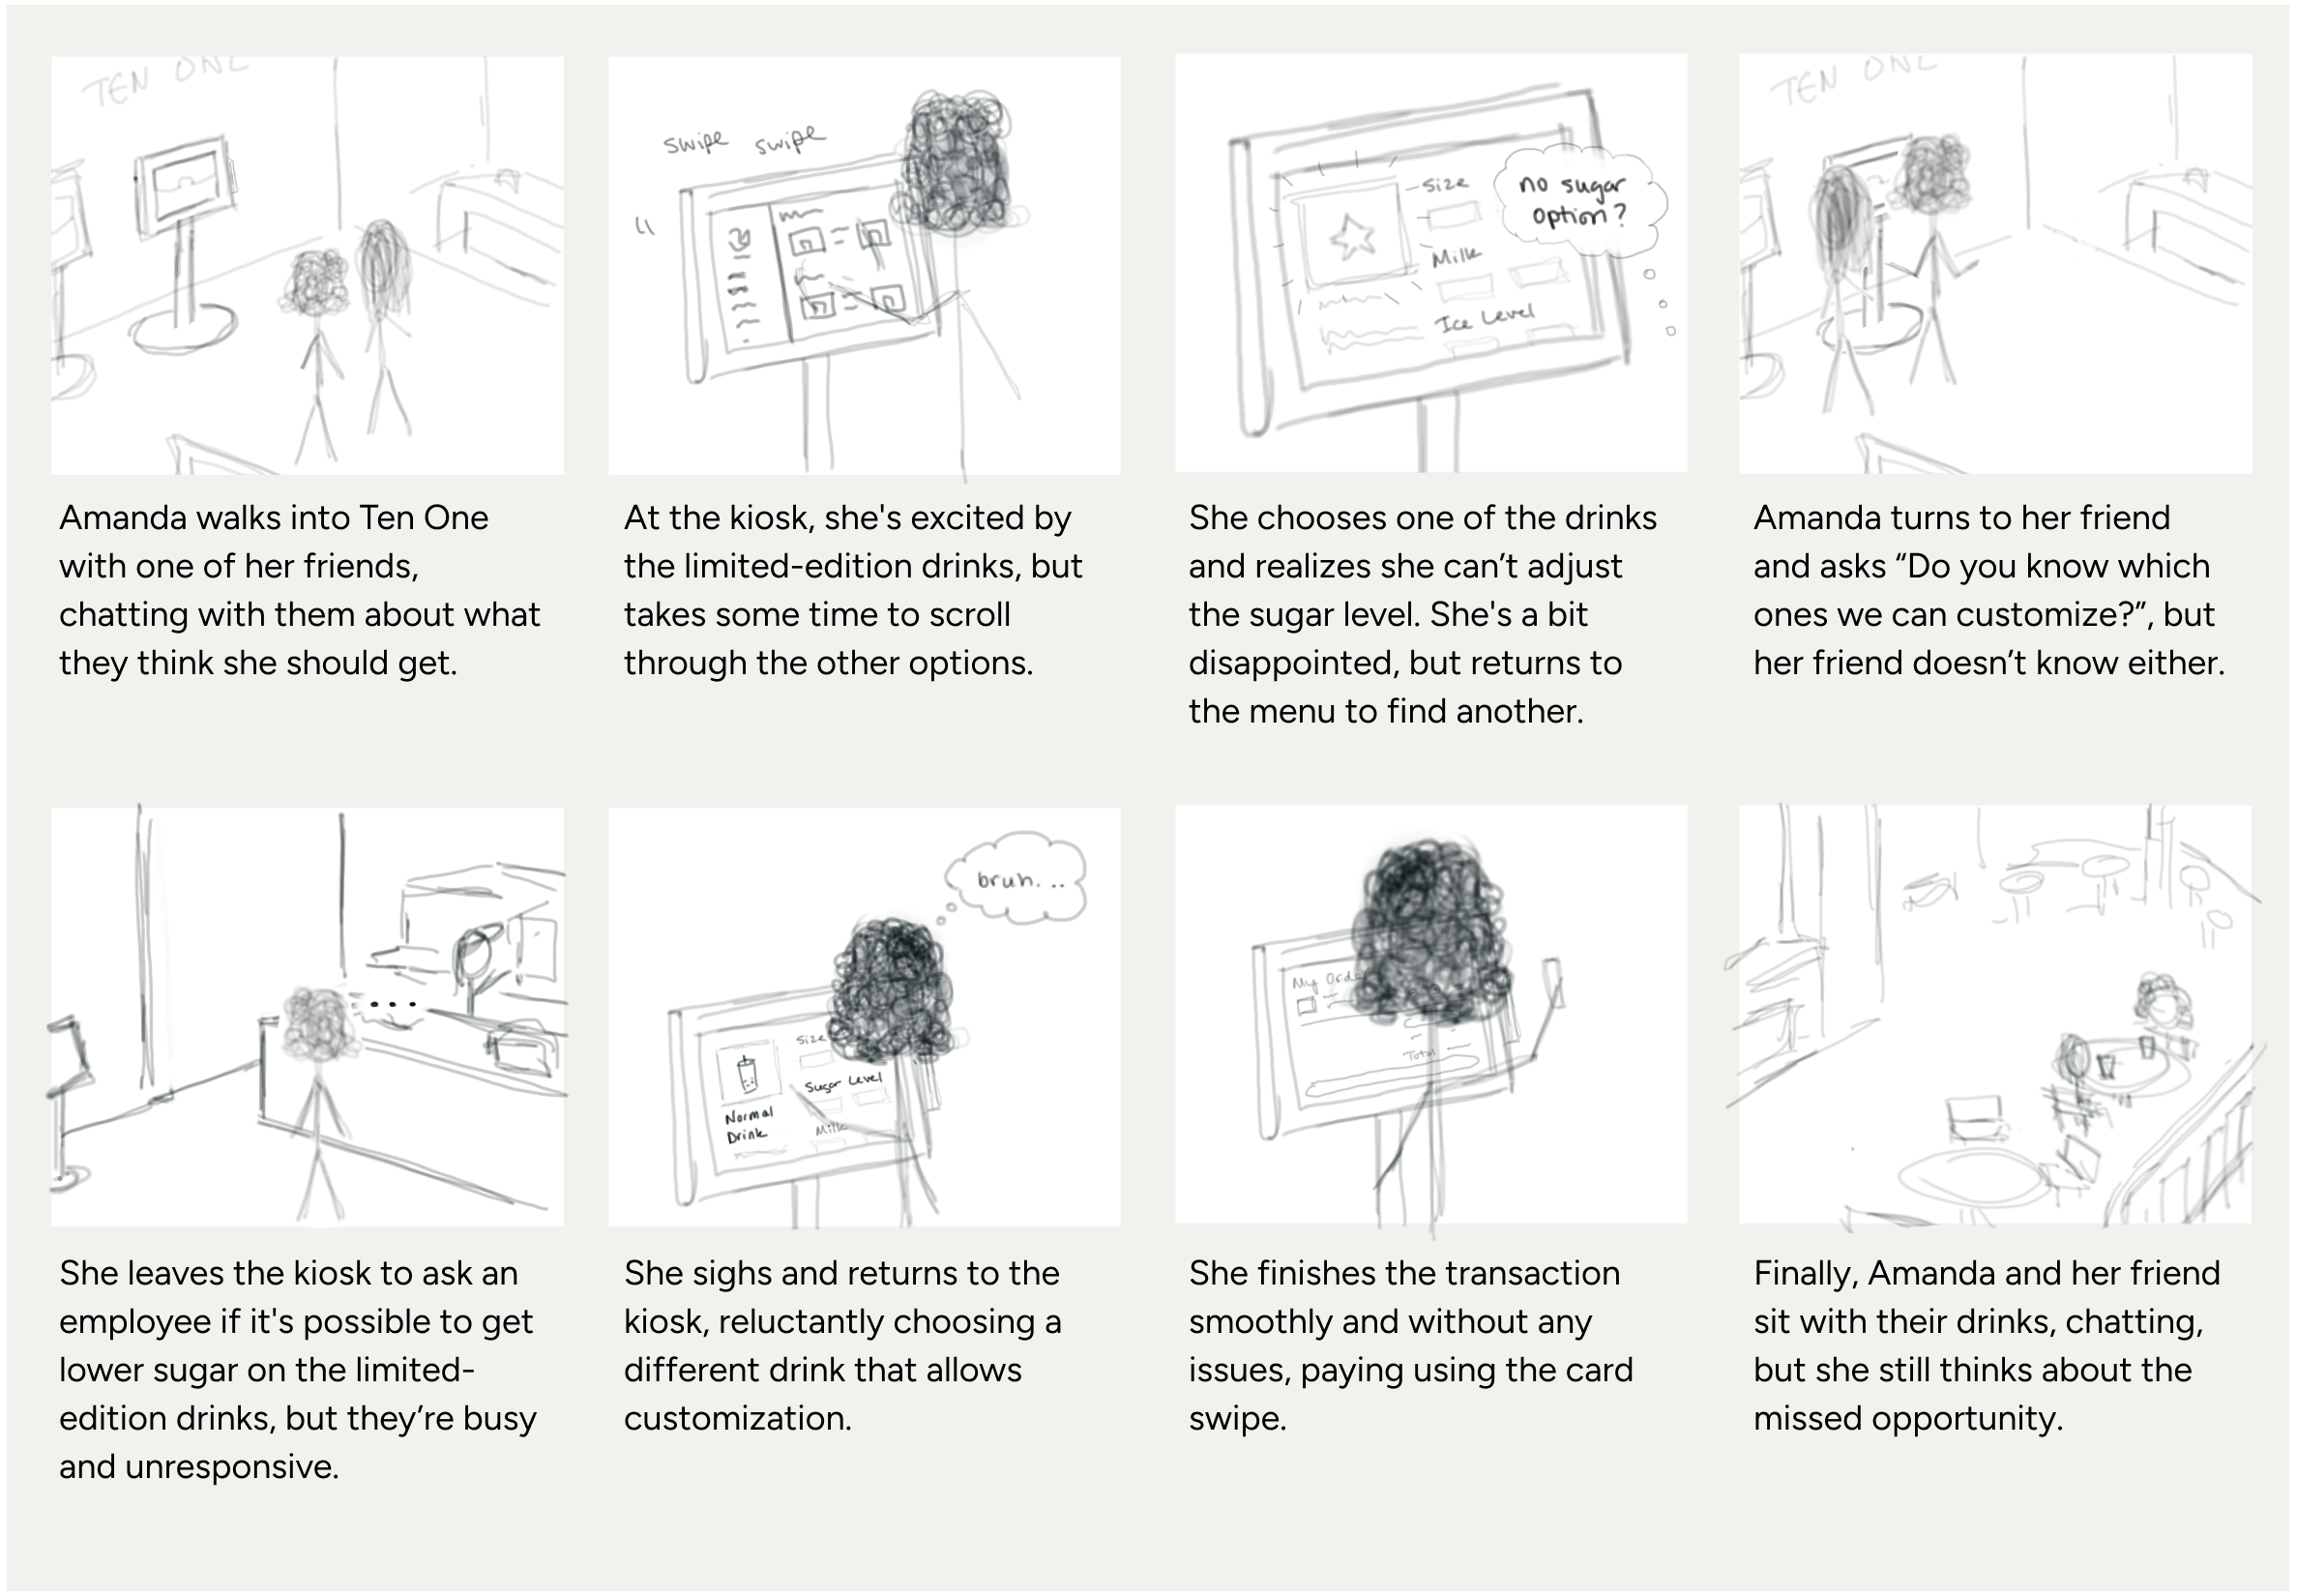 TEN ONE
Amanda walks into Ten One
with one of her friends,
chatting with them about what
they think she should get.
swipe swipe
At the kiosk, she's excited by
the limited-edition drinks, but
takes some time to scroll
through the other options.
Size
Milk
Ice Level
no sugar
option?
She chooses one of the drinks
and realizes she can’t adjust
the sugar level. She's a bit
disappointed, but returns to
the menu to find another.
TEN ONE
Amanda turns to her friend
and asks “Do you know which
ones we can customize?”, but
her friend doesn’t know either.
...
She leaves the kiosk to ask an
employee if it's possible to get
lower sugar on the limited-
edition drinks, but they’re busy
and unresponsive.
bruh...
Size
Sugar Level
Normal
Drink
Milk
She sighs and returns to the
kiosk, reluctantly choosing a
different drink that allows
customization.
My Orde
Total
She finishes the transaction
smoothly and without any
issues, paying using the card
swipe.
Finally, Amanda and her friend
sit with their drinks, chatting,
but she still thinks about the
missed opportunity.